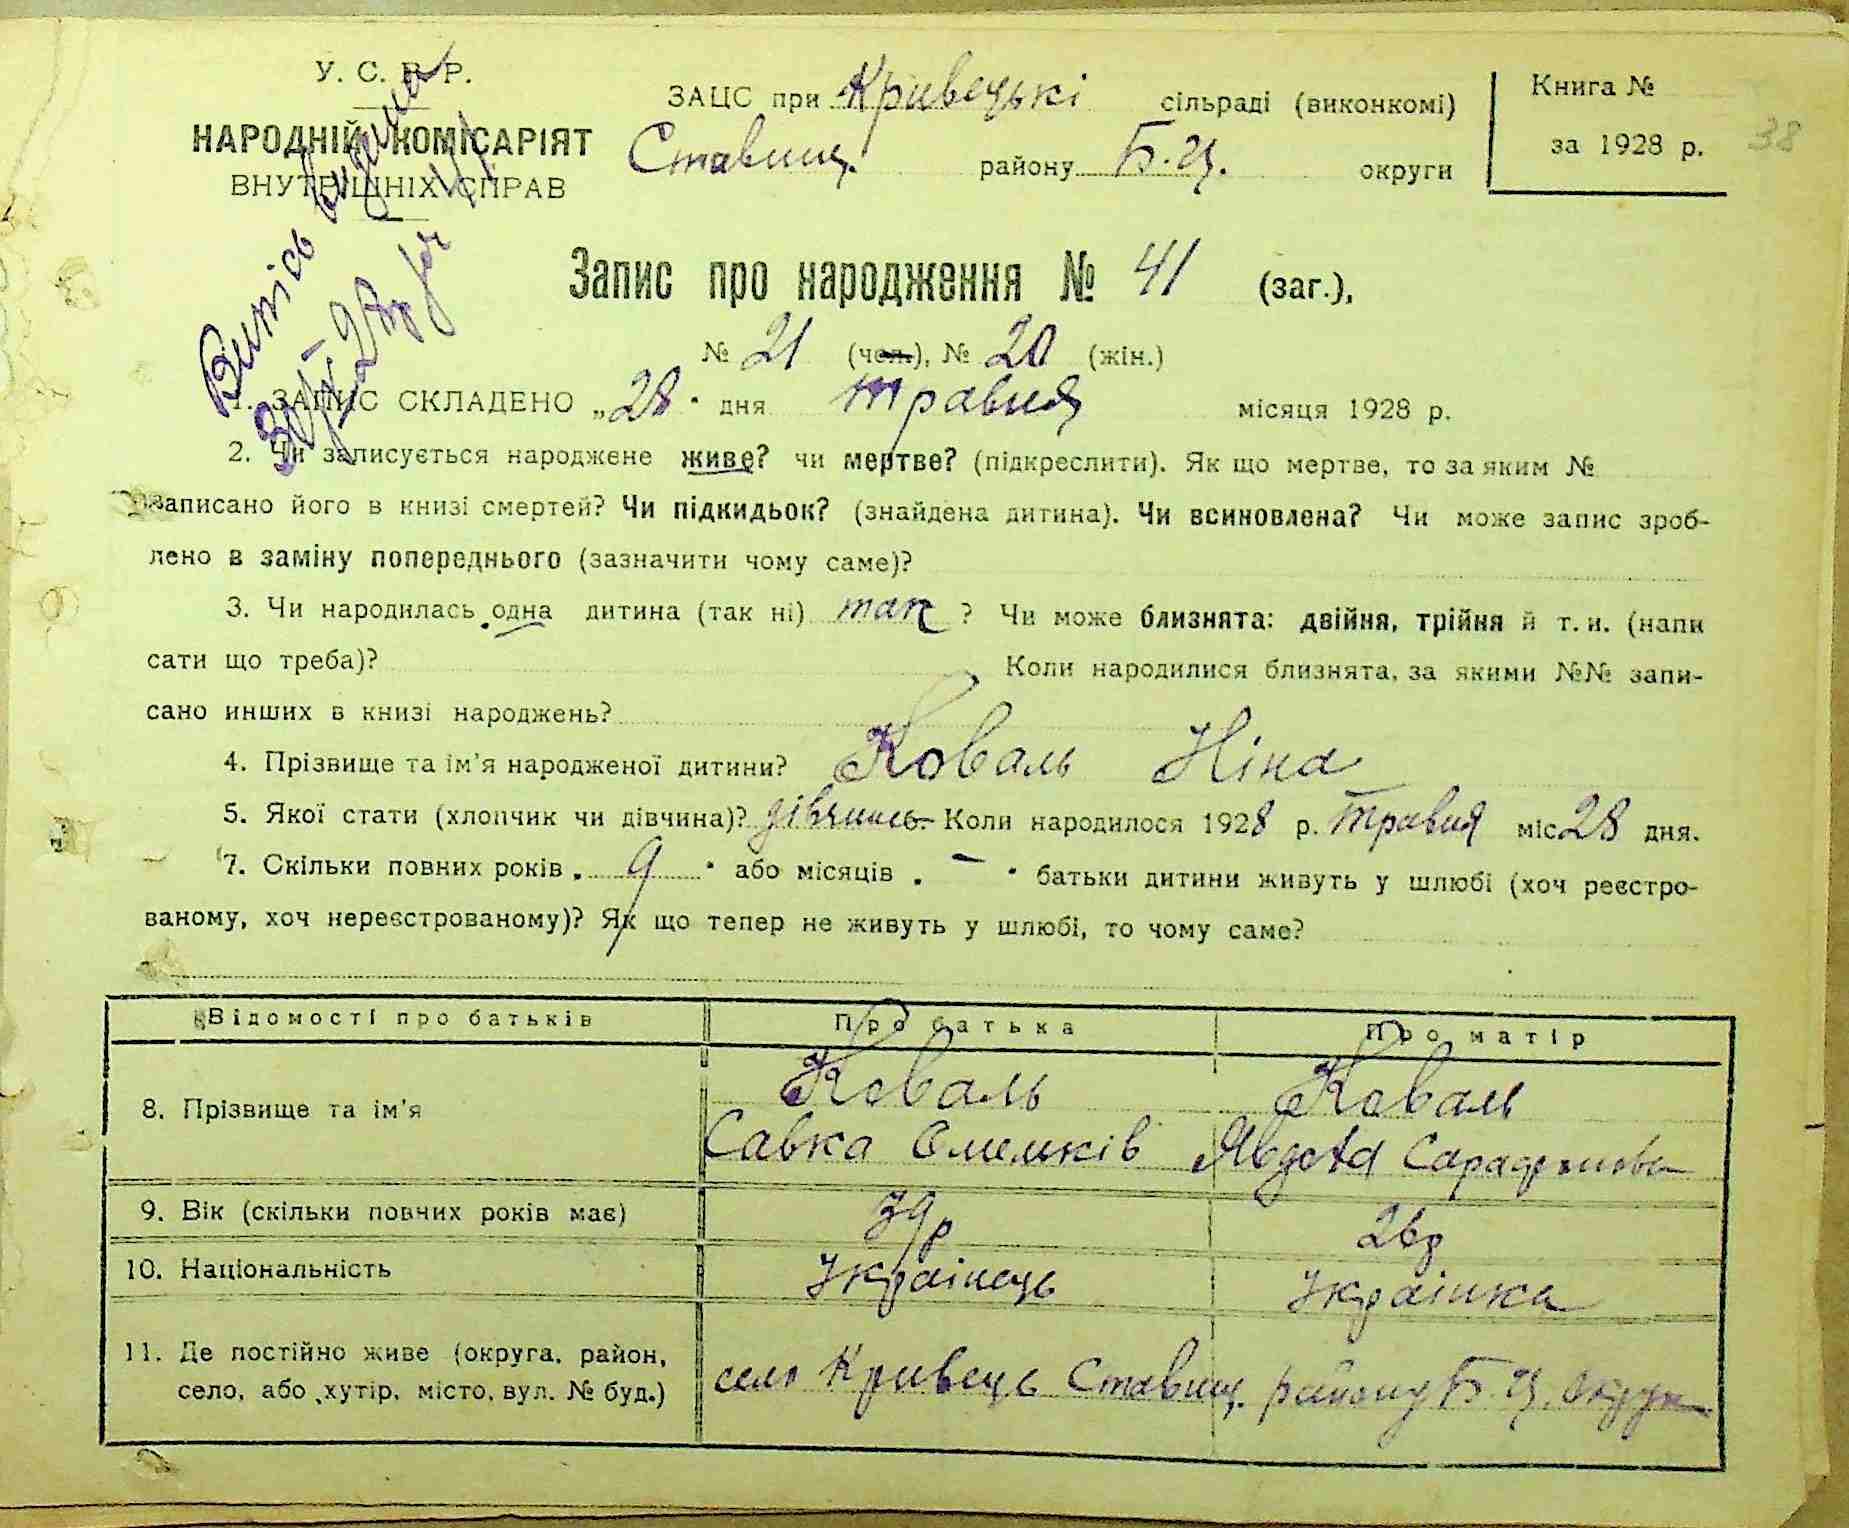 У. С. Р. Р.
НАРОДНІЙ КОМІСАРІЯТ
ВНУТРІШНІХ СПРАВ
ЗАЦС при Кривецькі сільраді (виконкомі)
Ставищ. району Б. Ц. округи
Книга №
за 1928 р.
38
Випись видана
Запис про народження № 41 (заг.),
№ 21 (чол.), № 20 (жін.)
1. ЗАПИС СКЛАДЕНО „28" дня травня місяця 1928 р.
2. Чи записується народжене живе? чи мертве? (підкреслити). Як що мертве, то за яким №
записано його в книзі смертей? Чи підкидьок? (знайдена дитина). Чи всиновлена? Чи може запис зроб-
лено в заміну попереднього (зазначити чому саме)?
3. Чи народилась одна дитина (так ні) так ? Чи може близнята: двійня, трійня й т. и. (напи
сати що треба)? Коли народилися близнята, за якими №№ запи-
сано инших в книзі народжень?
4. Прізвище та ім'я народженої дитини? Коваль Ніна
5. Якої стати (хлопчик чи дівчина)? Коли народилося 1928 р. травня міс 28 дня.
7. Скільки повних років „ 9 " або місяців „ – " батьки дитини живуть у шлюбі (хоч реєстро-
ваному, хоч нереєстрованому)? Як що тепер не живуть у шлюбі, то чому саме?
Відомості про батьків Про батька Про матір
8. Прізвище та ім'я Коваль Коваль
Савка Явдоха
9. Вік (скільки повних років має) 39р
10. Національність Українець Українка
11. Де постійно живе (округа, район,
село, або хутір, місто, вул. № буд.) село Кривець Ставищ. району Б. Ц. округи